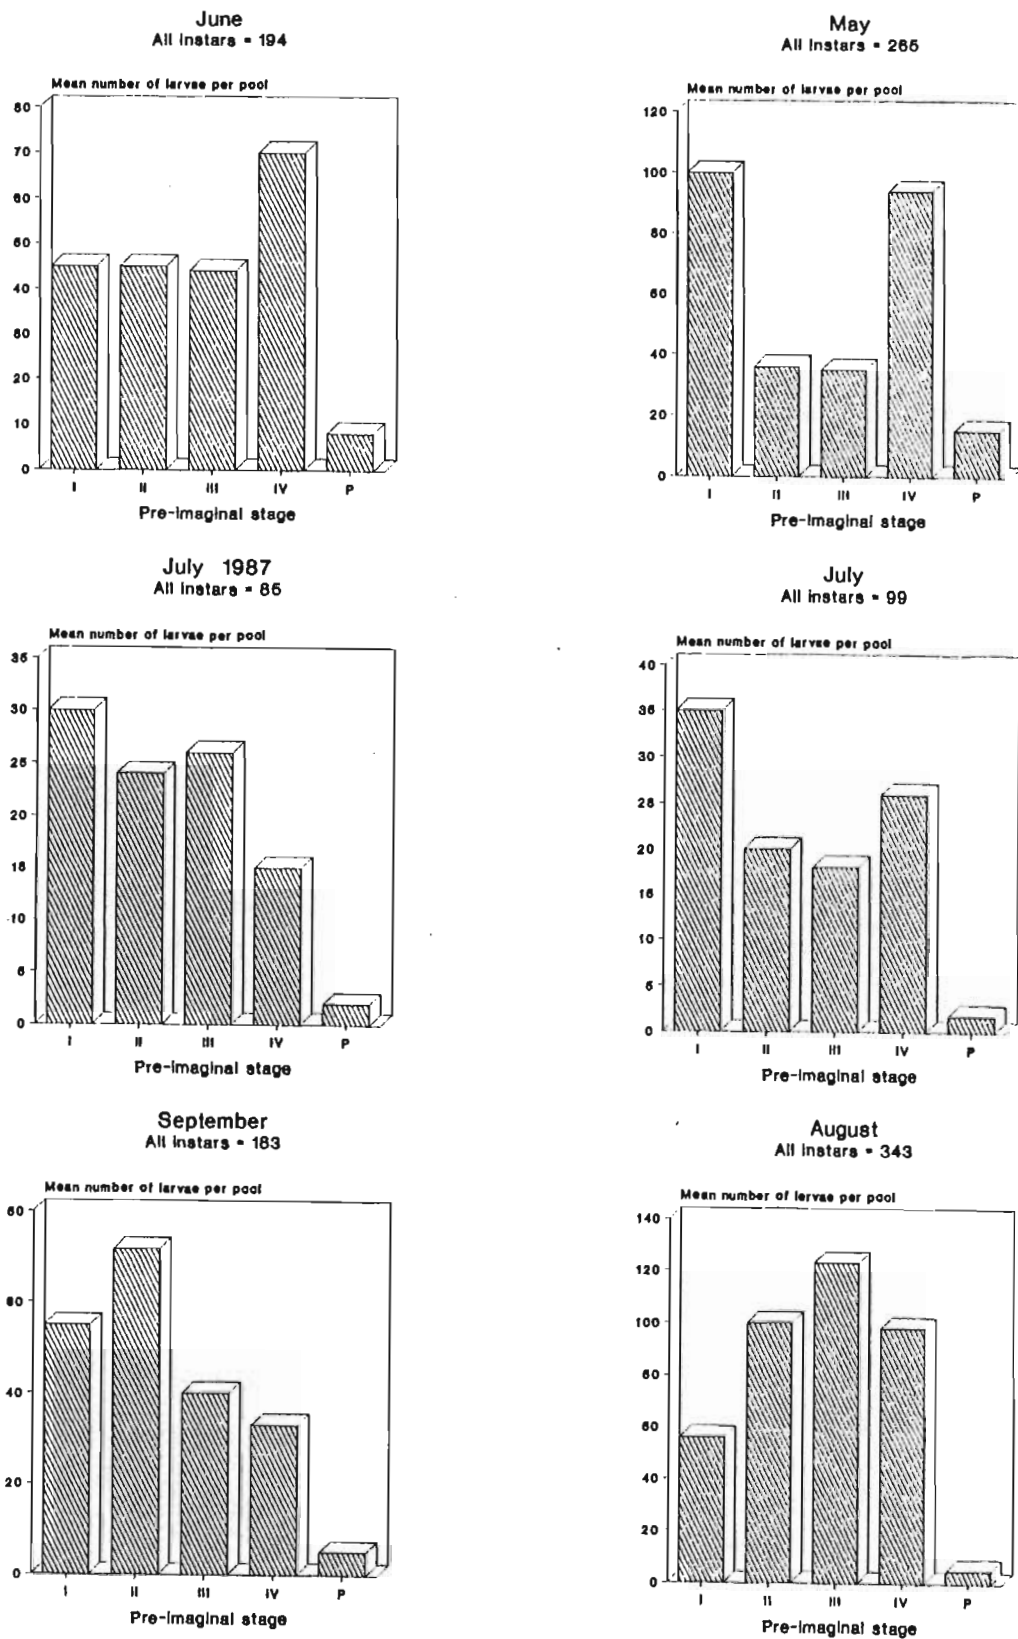 June
All instars = 194
Mean number of larvae per pool
80
70
60
50
40
30
20
10
0
I II III IV P
Pre-imaginal stage
May
All instars = 265
Mean number of larvae per pool
120
100
80
60
40
20
0
I II III IV P
Pre-imaginal stage
July 1987
All instars = 85
Mean number of larvae per pool
35
30
25
20
15
10
5
0
I II III IV P
Pre-imaginal stage
July
All instars = 99
Mean number of larvae per pool
40
35
30
25
20
15
10
5
0
I II III IV P
Pre-imaginal stage
September
All instars = 183
Mean number of larvae per pool
80
60
40
20
0
I II III IV P
Pre-imaginal stage
August
All instars = 343
Mean number of larvae per pool
140
120
100
80
60
40
20
0
I II III IV P
Pre-imaginal stage